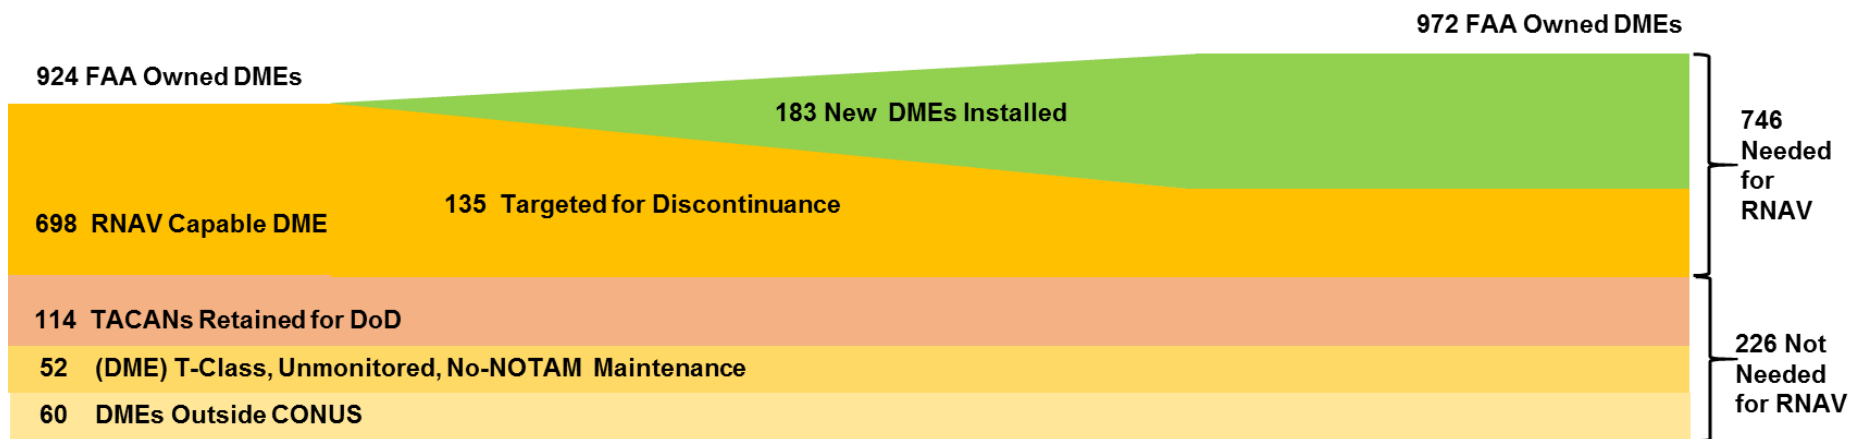 972 FAA Owned DMEs
924 FAA Owned DMEs
183 New DMEs Installed
746
Needed
for
RNAV
135 Targeted for Discontinuance
698 RNAV Capable DME
114 TACANs Retained for DoD
226 Not
Needed
for RNAV
52 (DME) T-Class, Unmonitored, No-NOTAM Maintenance
60 DMEs Outside CONUS